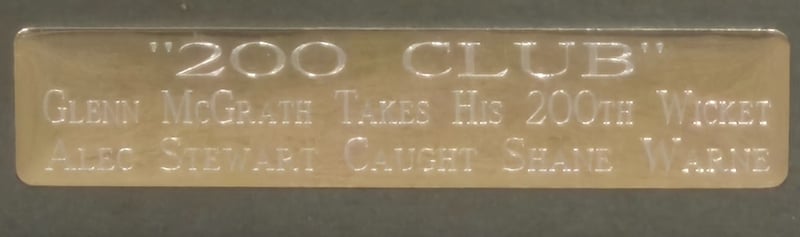 "200 CLUB"
GLENN MCGRATH TAKES HIS 200TH WICKET
ALEC STEWART CAUGHT SHANE WARNE